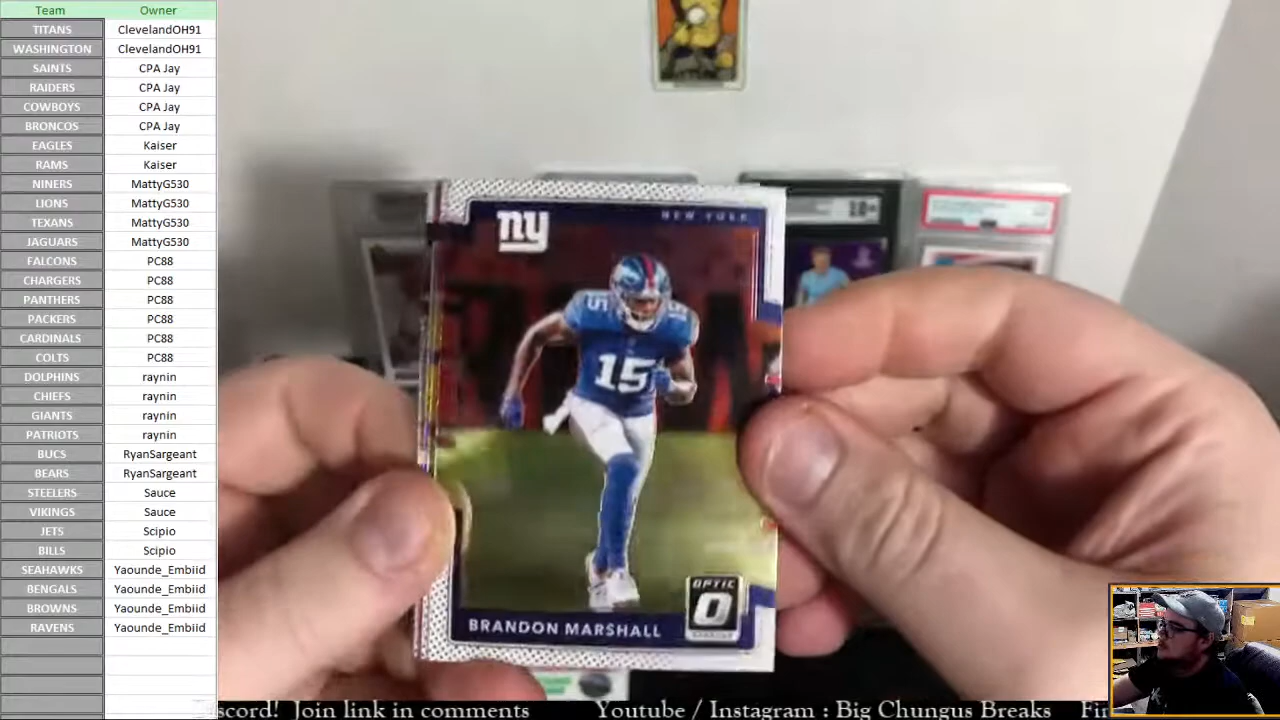 Team Owner
TITANS ClevelandOH91
WASHINGTON ClevelandOH91
SAINTS CPA Jay
RAIDERS CPA Jay
COWBOYS CPA Jay
BRONCOS CPA Jay
EAGLES Kaiser
RAMS Kaiser
NINERS MattyG530
LIONS MattyG530
TEXANS MattyG530
JAGUARS MattyG530
FALCONS PC88
CHARGERS PC88
PANTHERS PC88
PACKERS PC88
CARDINALS PC88
COLTS PC88
DOLPHINS raynin
CHIEFS raynin
GIANTS raynin
PATRIOTS raynin
BUCS RyanSargeant
BEARS RyanSargeant
STEELERS Sauce
VIKINGS Sauce
JETS Scipio
BILLS Scipio
SEAHAWKS Yaounde_Embiid
BENGALS Yaounde_Embiid
BROWNS Yaounde_Embiid
RAVENS Yaounde_Embiid
ny
NEW YORK
15
15
OPTIC
O
BRANDON MARSHALL
scord! Join link in comments Youtube / Instagram : Big Chungus Breaks Fir